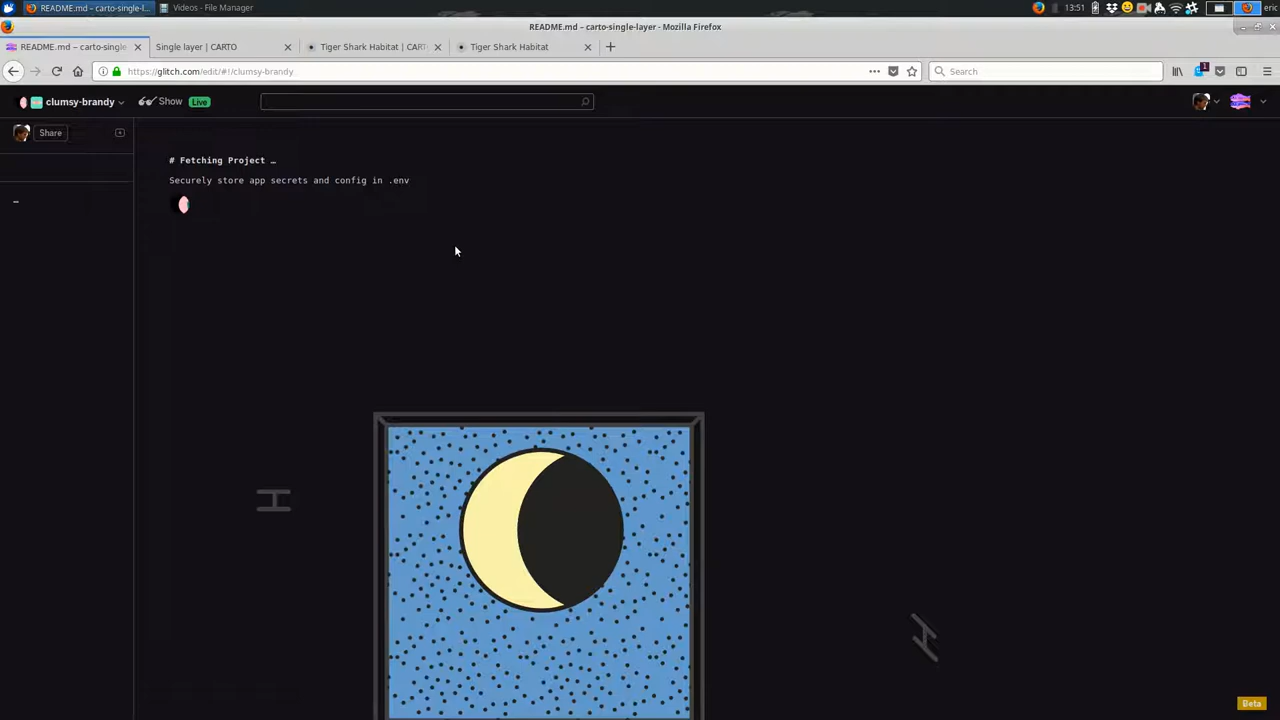 README.md – carto-single-l...
Videos - File Manager
13:51
eric
README.md – carto-single-layer - Mozilla Firefox
README.md – carto-single
Single layer | CARTO
Tiger Shark Habitat | CART
Tiger Shark Habitat
https://glitch.com/edit/#!/clumsy-brandy
Search
1
clumsy-brandy
Show
Live
Share
# Fetching Project …
Securely store app secrets and config in .env
…
Beta